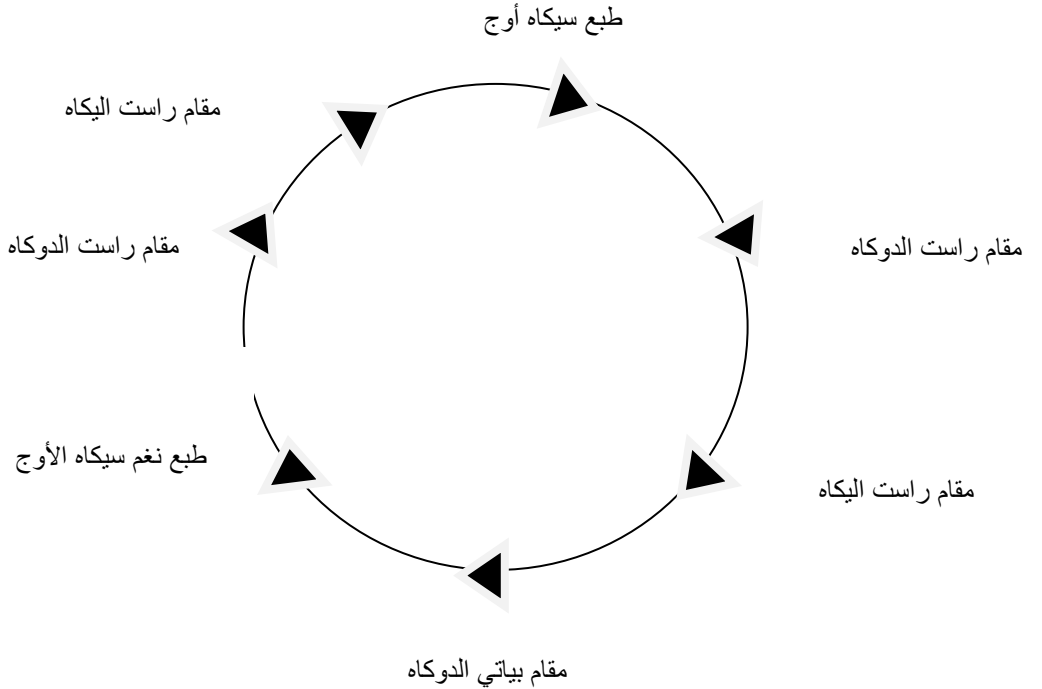 طبع سيكاه أوج
مقام راست اليكاه
مقام راست الدوكاه
مقام راست الدوكاه
طبع نغم سيكاه الأوج
مقام راست اليكاه
مقام بياتي الدوكاه